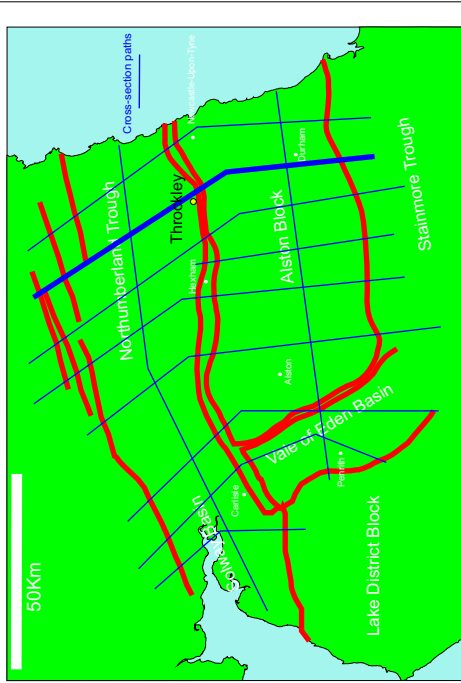 Cross-section paths
Newcastle-Upon-Tyne
Northumberland Trough
Throckley
Durham
Hexham
Alston Block
Stainmore Trough
Alston
Vale of Eden Basin
Solway Basin
Carlisle
Penrith
Lake District Block
50Km